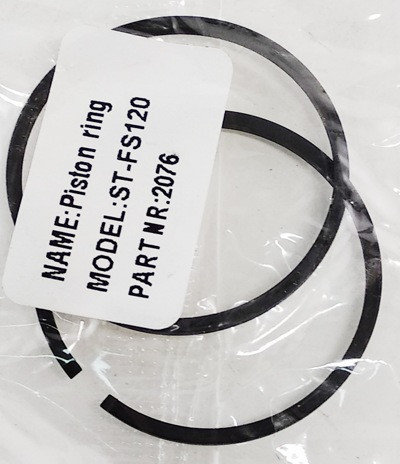 NAME:Piston ring
MODEL:ST-FS120
PART NR:2076